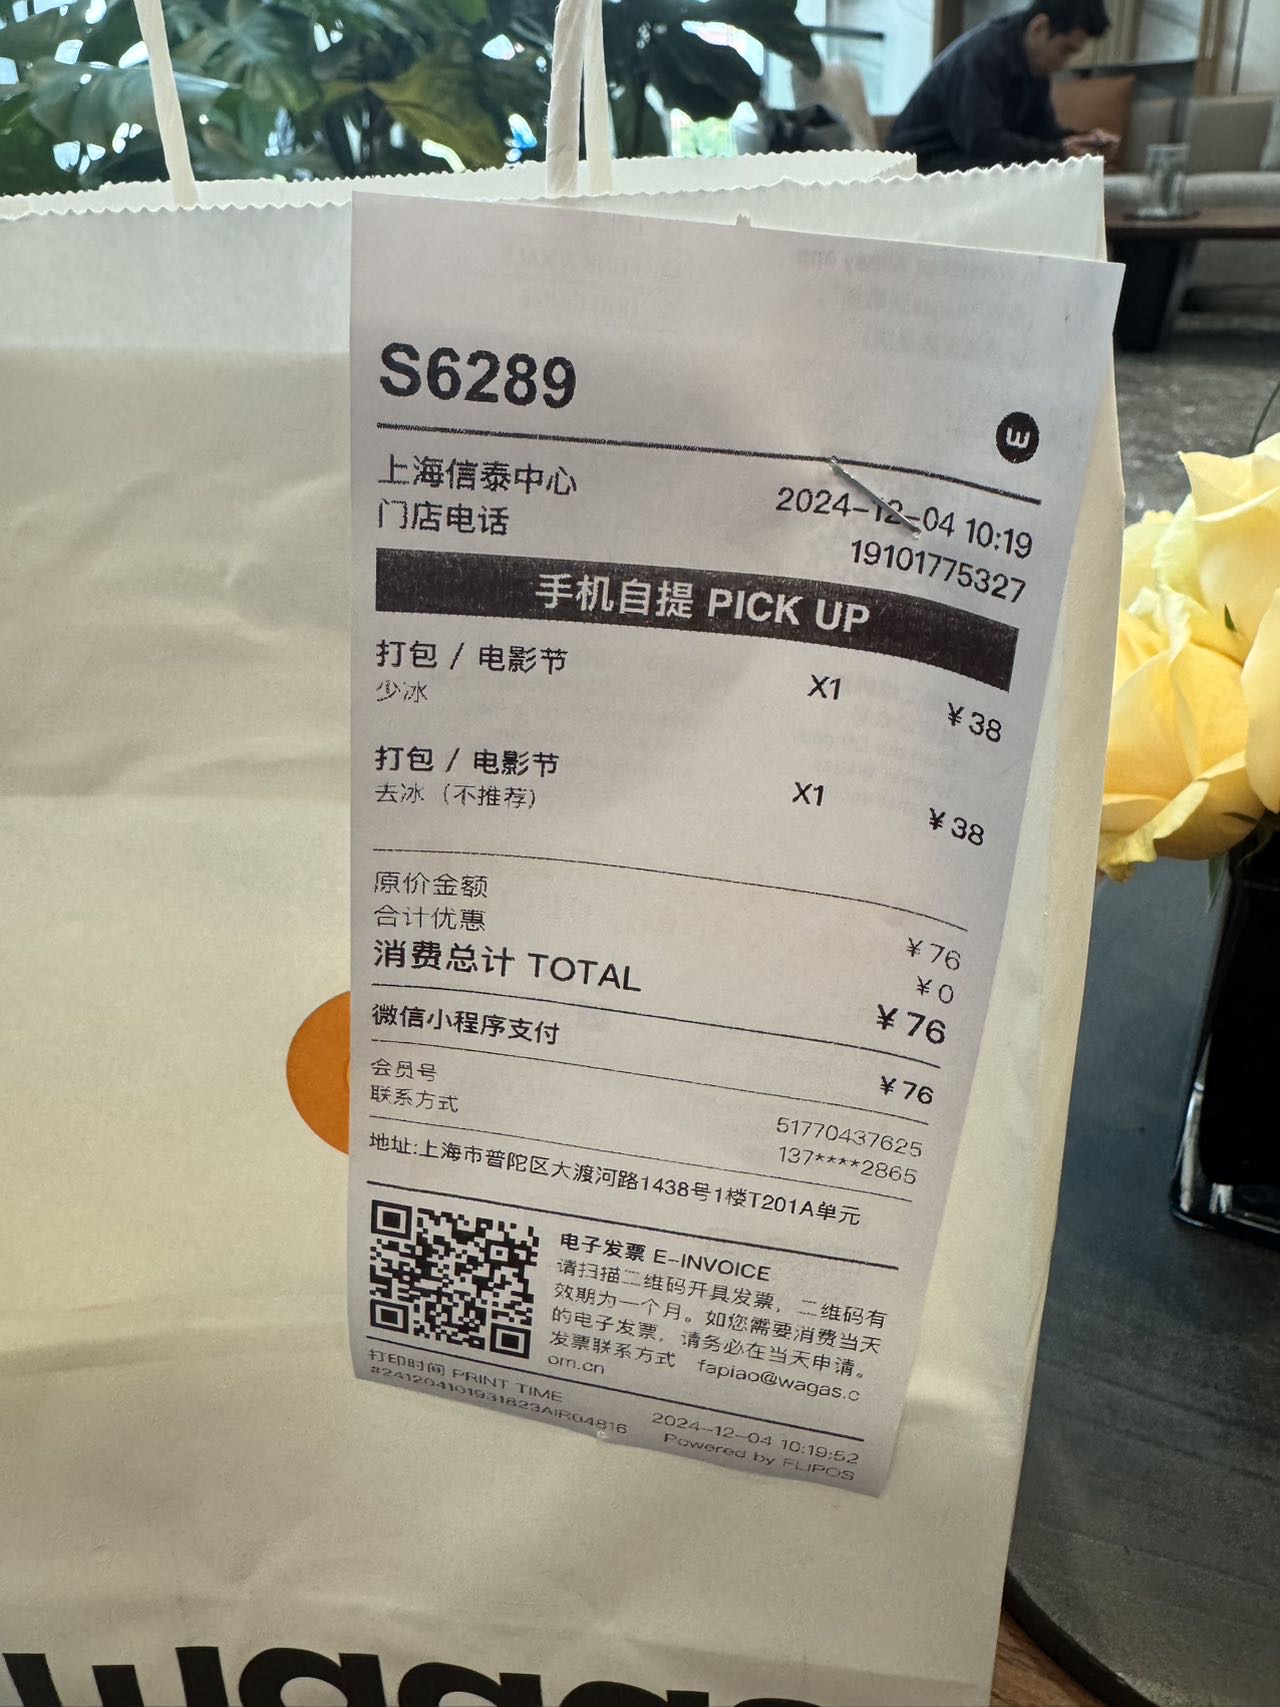 S6289
上海信泰中心 2024-12-04 10:19
门店电话 19101775327
手机自提 PICK UP
打包 / 电影节 X1 ¥38
少冰
打包 / 电影节 X1 ¥38
去冰（不推荐）
原价金额 ¥76
合计优惠 ¥0
消费总计 TOTAL ¥76
微信小程序支付 ¥76
会员号 51770437625
联系方式 137****2865
地址:上海市普陀区大渡河路1438号1楼T201A单元
电子发票 E-INVOICE
请扫描二维码开具发票，二维码有
效期为一个月。如您需要消费当天
的电子发票，请务必在当天申请。
发票联系方式 fapiao@wagas.c
om.cn
打印时间 PRINT TIME 2024-12-04 10:19:52
#241204101931623AIR04816 Powered by FLIPOS
wagas